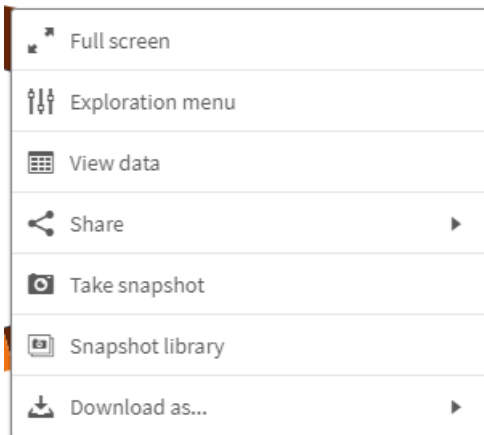 Full screen
Exploration menu
View data
Share
Take snapshot
Snapshot library
Download as...